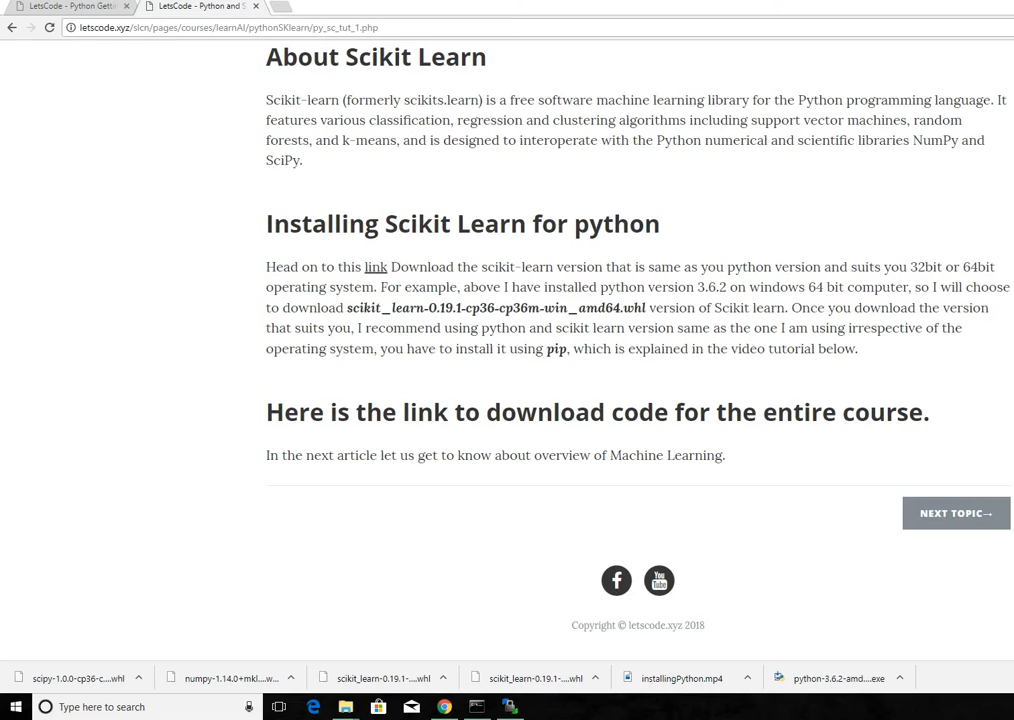 LetsCode - Python Getti
LetsCode - Python and S
letscode.xyz/slcn/pages/courses/learnAI/pythonSKlearn/py_sc_tut_1.php
About Scikit Learn
Scikit-learn (formerly scikits.learn) is a free software machine learning library for the Python programming language. It
features various classification, regression and clustering algorithms including support vector machines, random
forests, and k-means, and is designed to interoperate with the Python numerical and scientific libraries NumPy and
SciPy.
Installing Scikit Learn for python
Head on to this link Download the scikit-learn version that is same as you python version and suits you 32bit or 64bit
operating system. For example, above I have installed python version 3.6.2 on windows 64 bit computer, so I will choose
to download scikit_learn-0.19.1-cp36-cp36m-win_amd64.whl version of Scikit learn. Once you download the version
that suits you, I recommend using python and scikit learn version same as the one I am using irrespective of the
operating system, you have to install it using pip, which is explained in the video tutorial below.
Here is the link to download code for the entire course.
In the next article let us get to know about overview of Machine Learning.
NEXT TOPIC→
You
Tube
Copyright © letscode.xyz 2018
scipy-1.0.0-cp36-c....whl
numpy-1.14.0+mkl....w...
scikit_learn-0.19.1-....whl
scikit_learn-0.19.1-....whl
installingPython.mp4
python-3.6.2-amd....exe
Type here to search